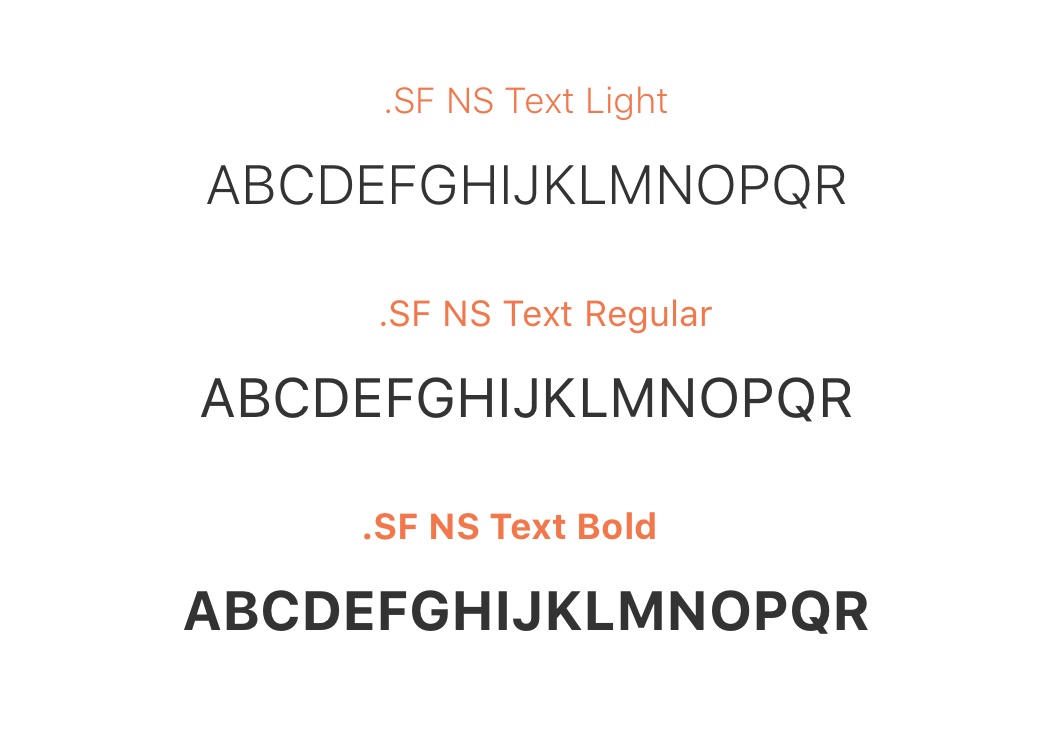 .SF NS Text Light
ABCDEFGHIJKLMNOPQR
.SF NS Text Regular
ABCDEFGHIJKLMNOPQR
.SF NS Text Bold
ABCDEFGHIJKLMNOPQR